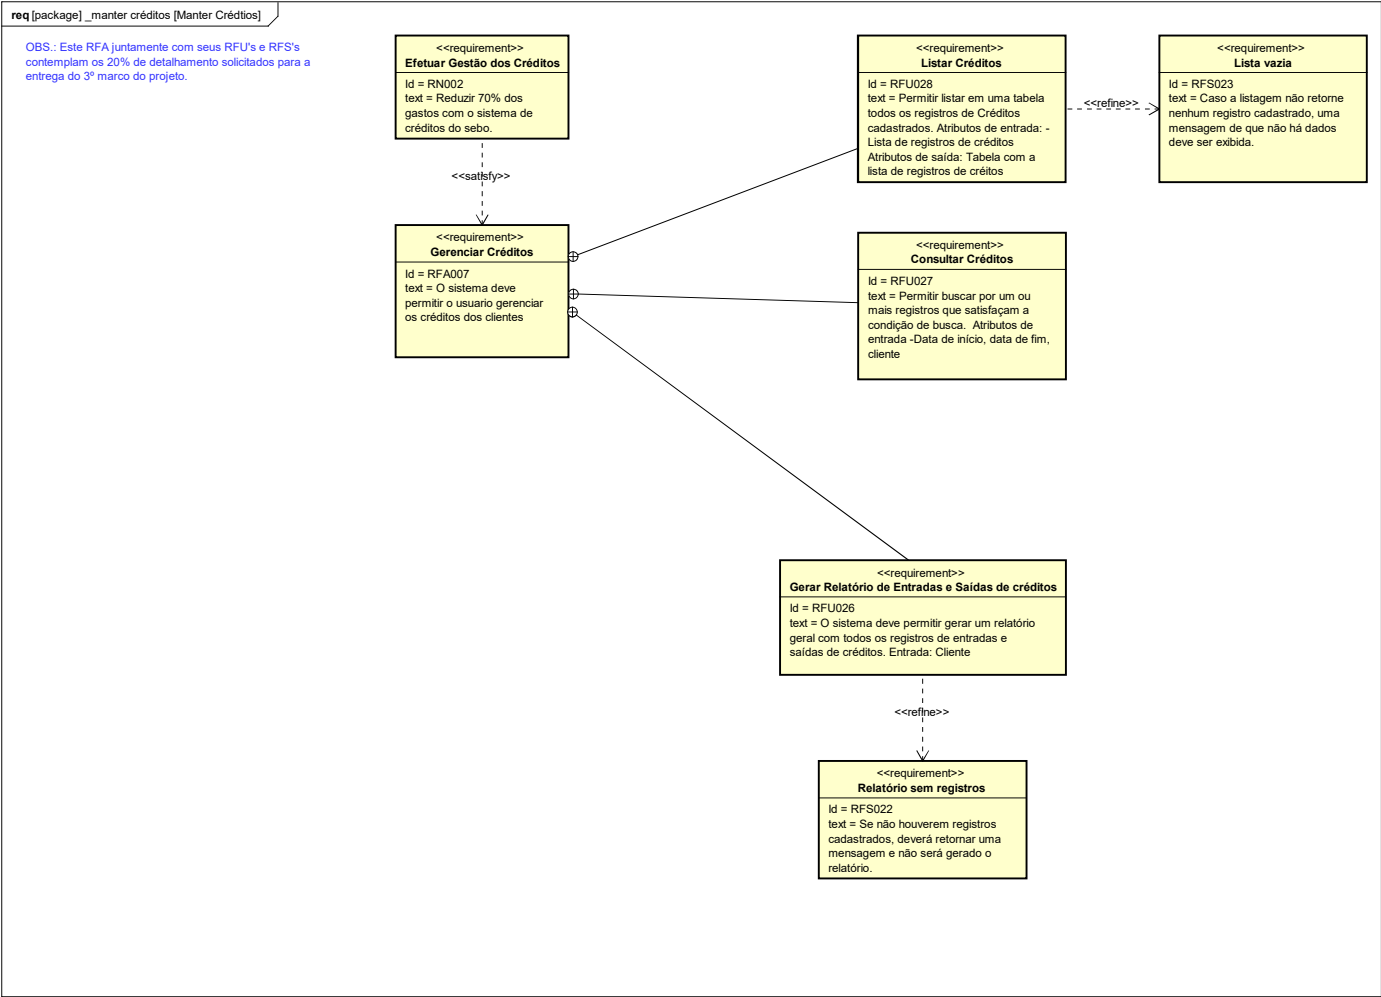 req [package] _manter créditos [Manter Crédtios]
OBS.: Este RFA juntamente com seus RFU's e RFS's
contemplam os 20% de detalhamento solicitados para a
entrega do 3º marco do projeto.
<<requirement>>
Efetuar Gestão dos Créditos
Id = RN002
text = Reduzir 70% dos
gastos com o sistema de
créditos do sebo.
<<satisfy>>
<<requirement>>
Gerenciar Créditos
Id = RFA007
text = O sistema deve
permitir o usuario gerenciar
os créditos dos clientes
<<requirement>>
Listar Créditos
Id = RFU028
text = Permitir listar em uma tabela
todos os registros de Créditos
cadastrados. Atributos de entrada: -
Lista de registros de créditos
Atributos de saída: Tabela com a
lista de registros de créitos
<<refine>>
<<requirement>>
Lista vazia
Id = RFS023
text = Caso a listagem não retorne
nenhum registro cadastrado, uma
mensagem de que não há dados
deve ser exibida.
<<requirement>>
Consultar Créditos
Id = RFU027
text = Permitir buscar por um ou
mais registros que satisfaçam a
condição de busca.  Atributos de
entrada -Data de início, data de fim,
cliente
<<requirement>>
Gerar Relatório de Entradas e Saídas de créditos
Id = RFU026
text = O sistema deve permitir gerar um relatório
geral com todos os registros de entradas e
saídas de créditos. Entrada: Cliente
<<refine>>
<<requirement>>
Relatório sem registros
Id = RFS022
text = Se não houverem registros
cadastrados, deverá retornar uma
mensagem e não será gerado o
relatório.